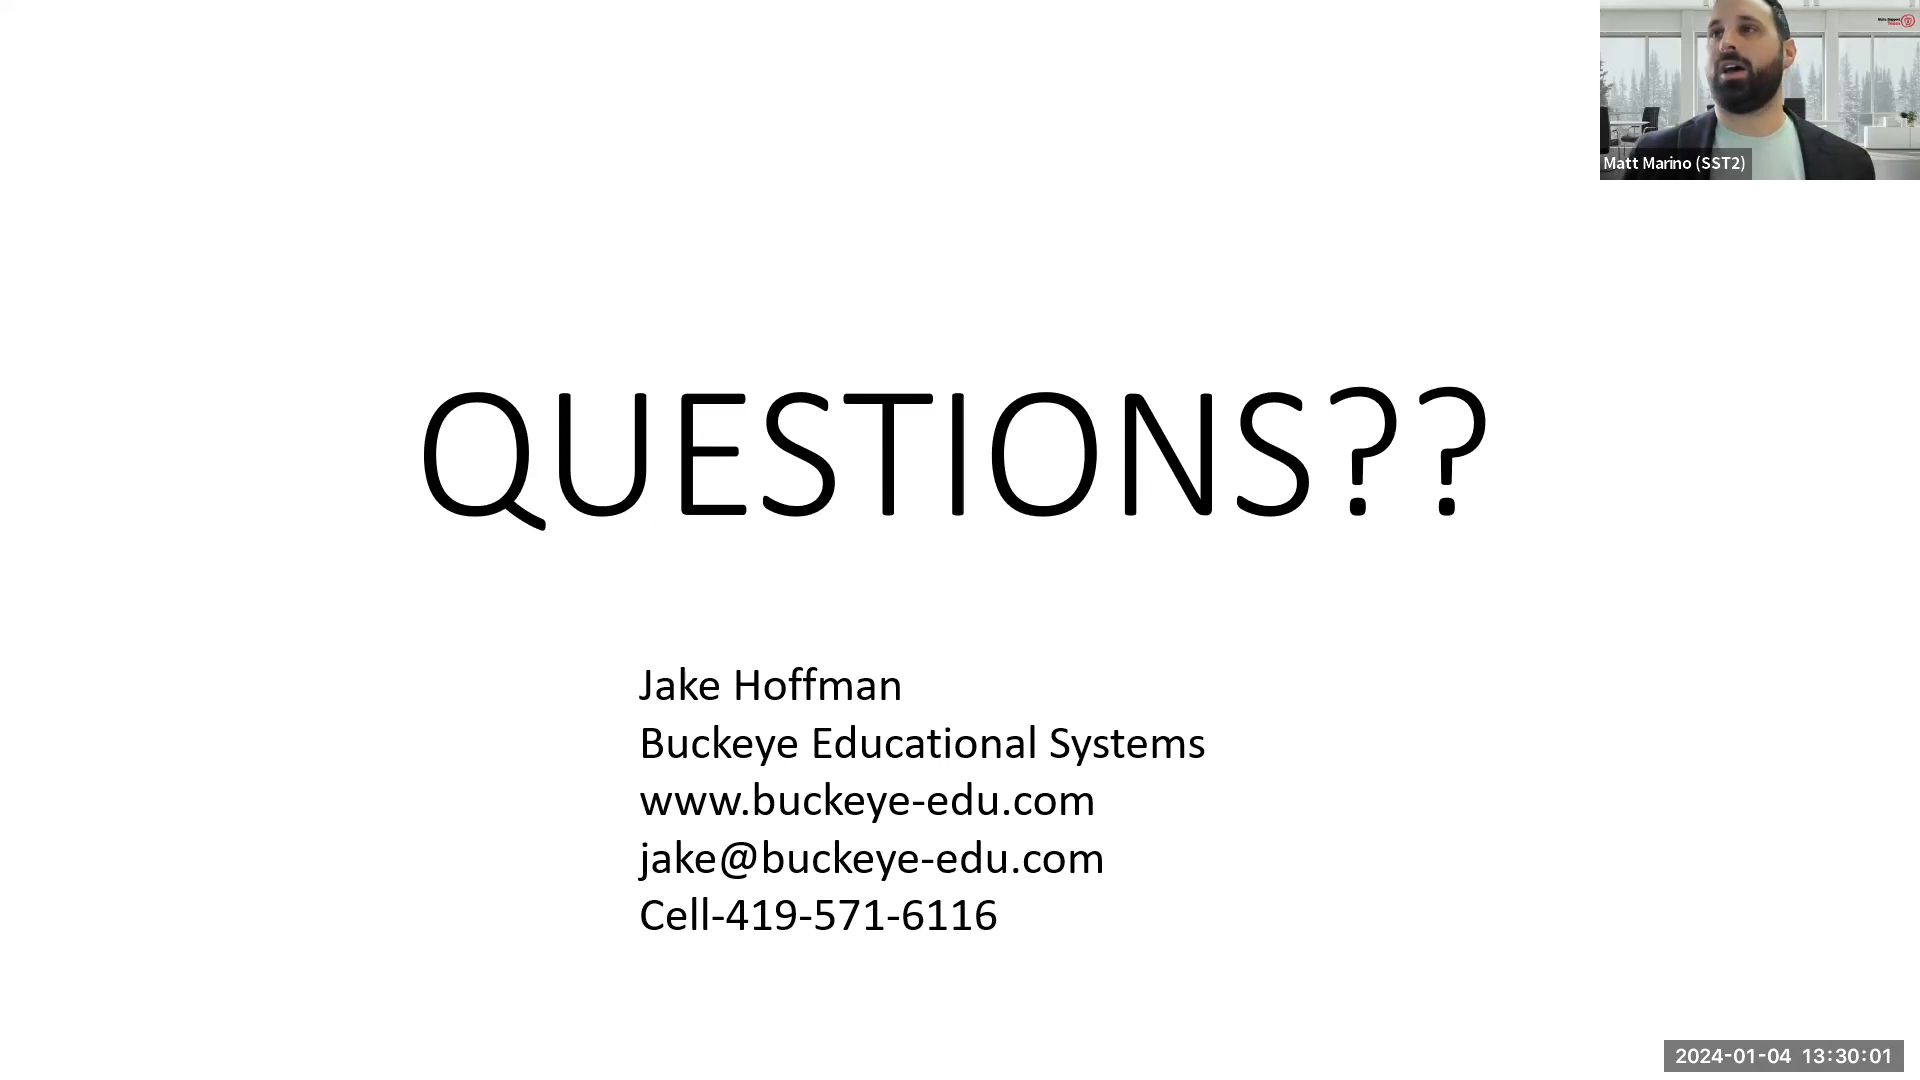 Matt Marino (SST2)
QUESTIONS??
Jake Hoffman
Buckeye Educational Systems
www.buckeye-edu.com
jake@buckeye-edu.com
Cell-419-571-6116
2024-01-04 13:30:01